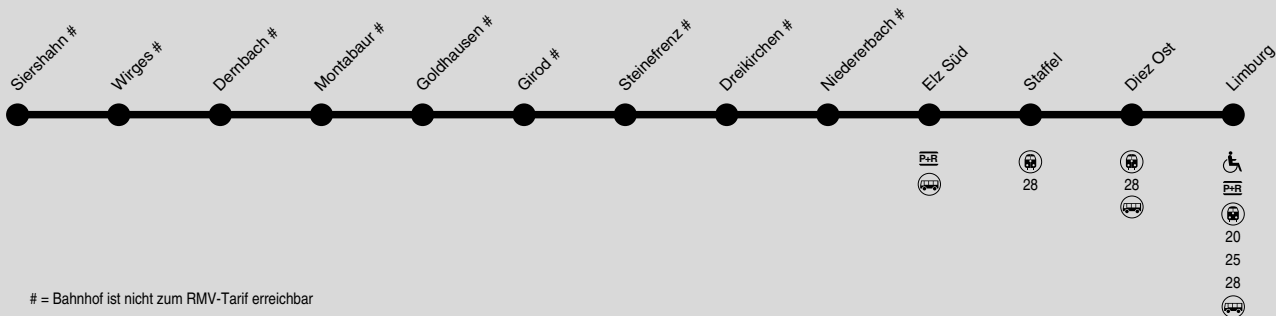 Siershahn #
Wirges #
Dernbach #
Montabaur #
Goldhausen #
Girod #
Steinefrenz #
Dreikirchen #
Niedererbach #
Elz Süd
Staffel
Diez Ost
Limburg
P+R
28
28
P+R
20
25
28
# = Bahnhof ist nicht zum RMV-Tarif erreichbar